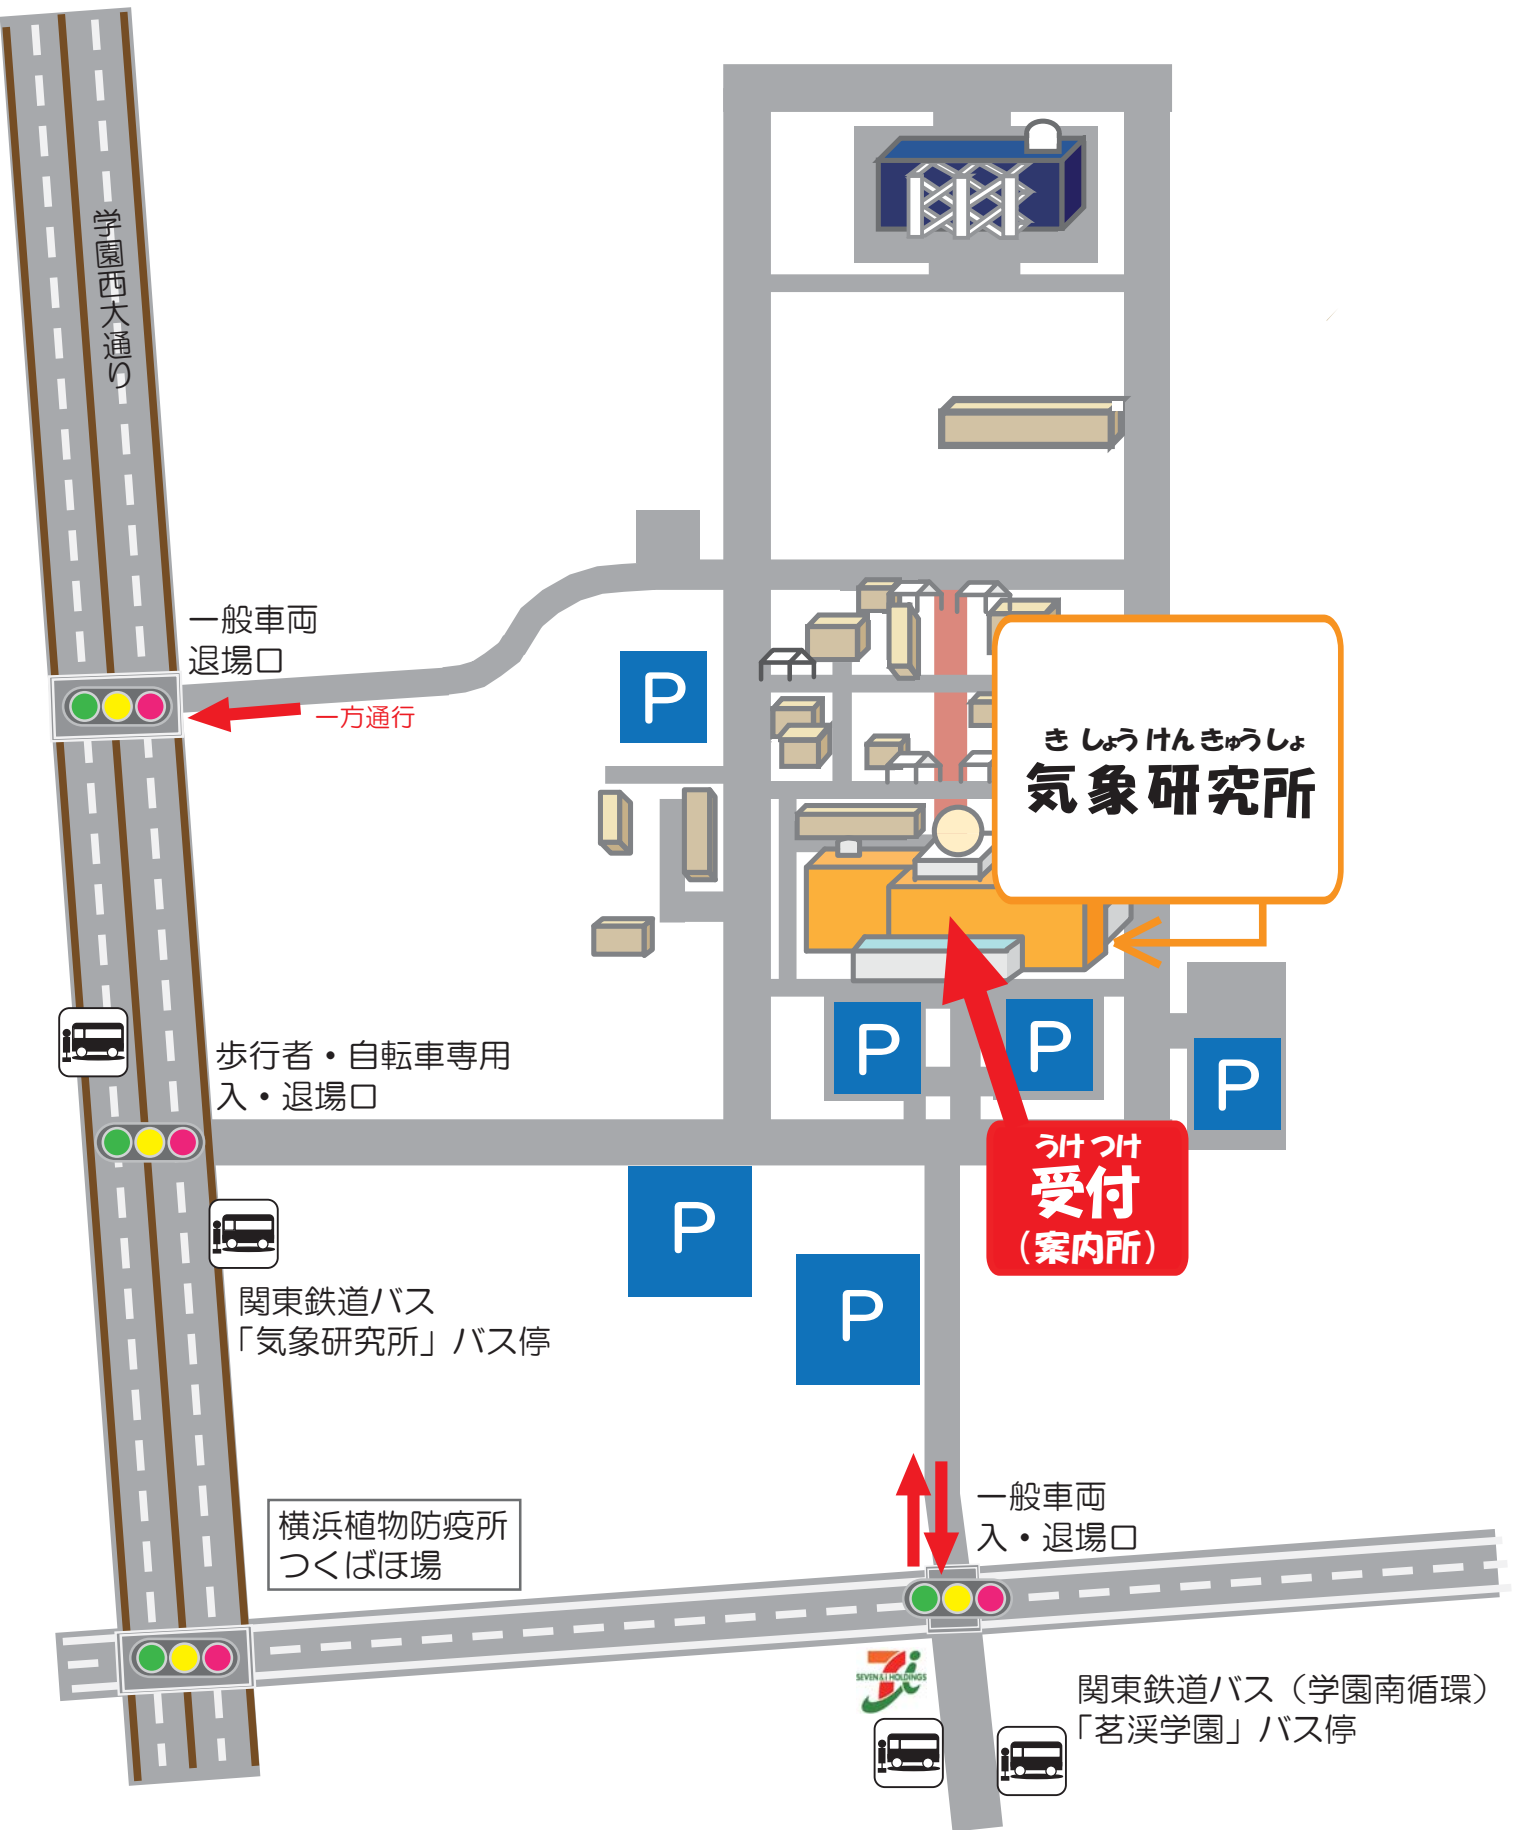 学園西大通り
一般車両
退場口
一方通行
P
き しょう けん きゅう しょ
気象研究所
P
P
P
歩行者・自転車専用
入・退場口
うけ つけ
受付
(案内所)
P
P
関東鉄道バス
「気象研究所」バス停
一般車両
入・退場口
横浜植物防疫所
つくばほ場
7i
SEVEN & i HOLDINGS
関東鉄道バス（学園南循環）
「茗渓学園」バス停